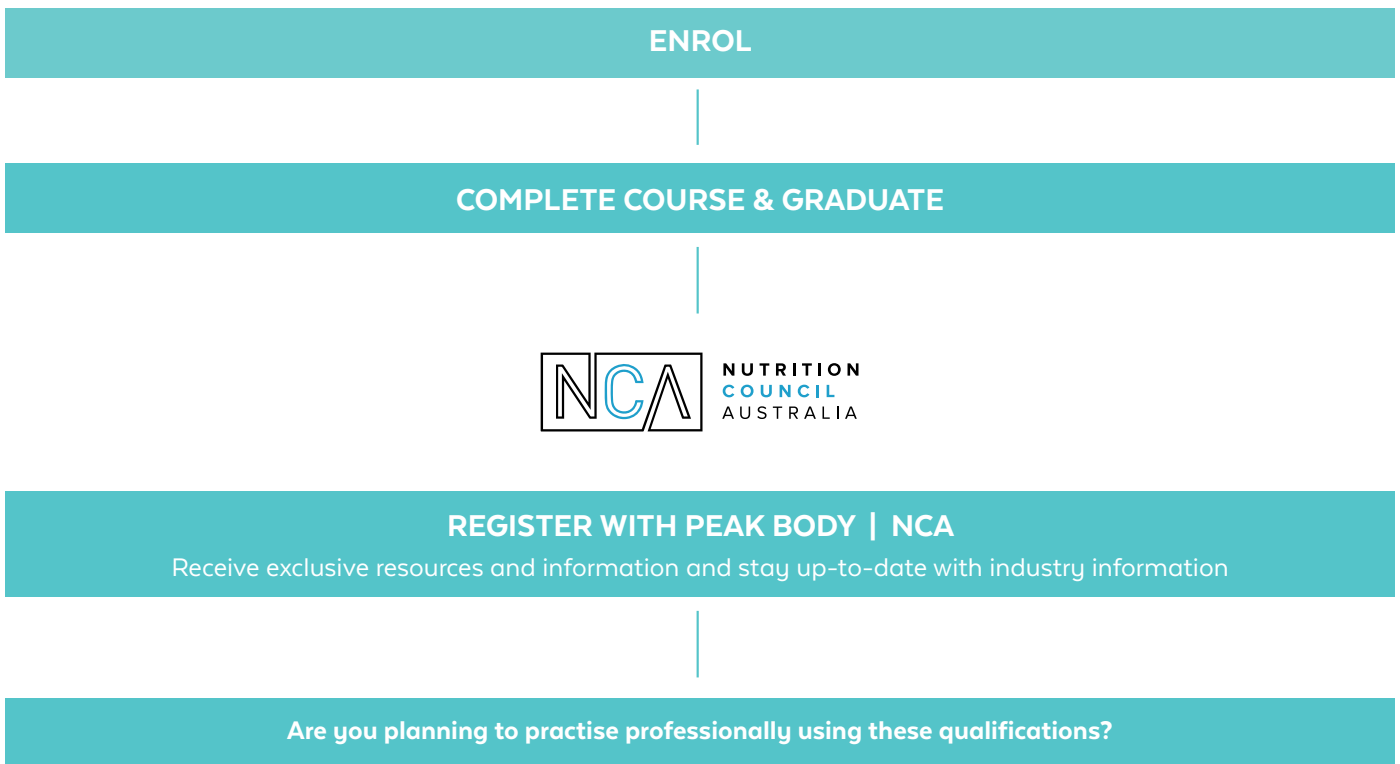 ENROL
COMPLETE COURSE & GRADUATE
NCA
NUTRITION
COUNCIL
AUSTRALIA
REGISTER WITH PEAK BODY | NCA
Receive exclusive resources and information and stay up-to-date with industry information
Are you planning to practise professionally using these qualifications?